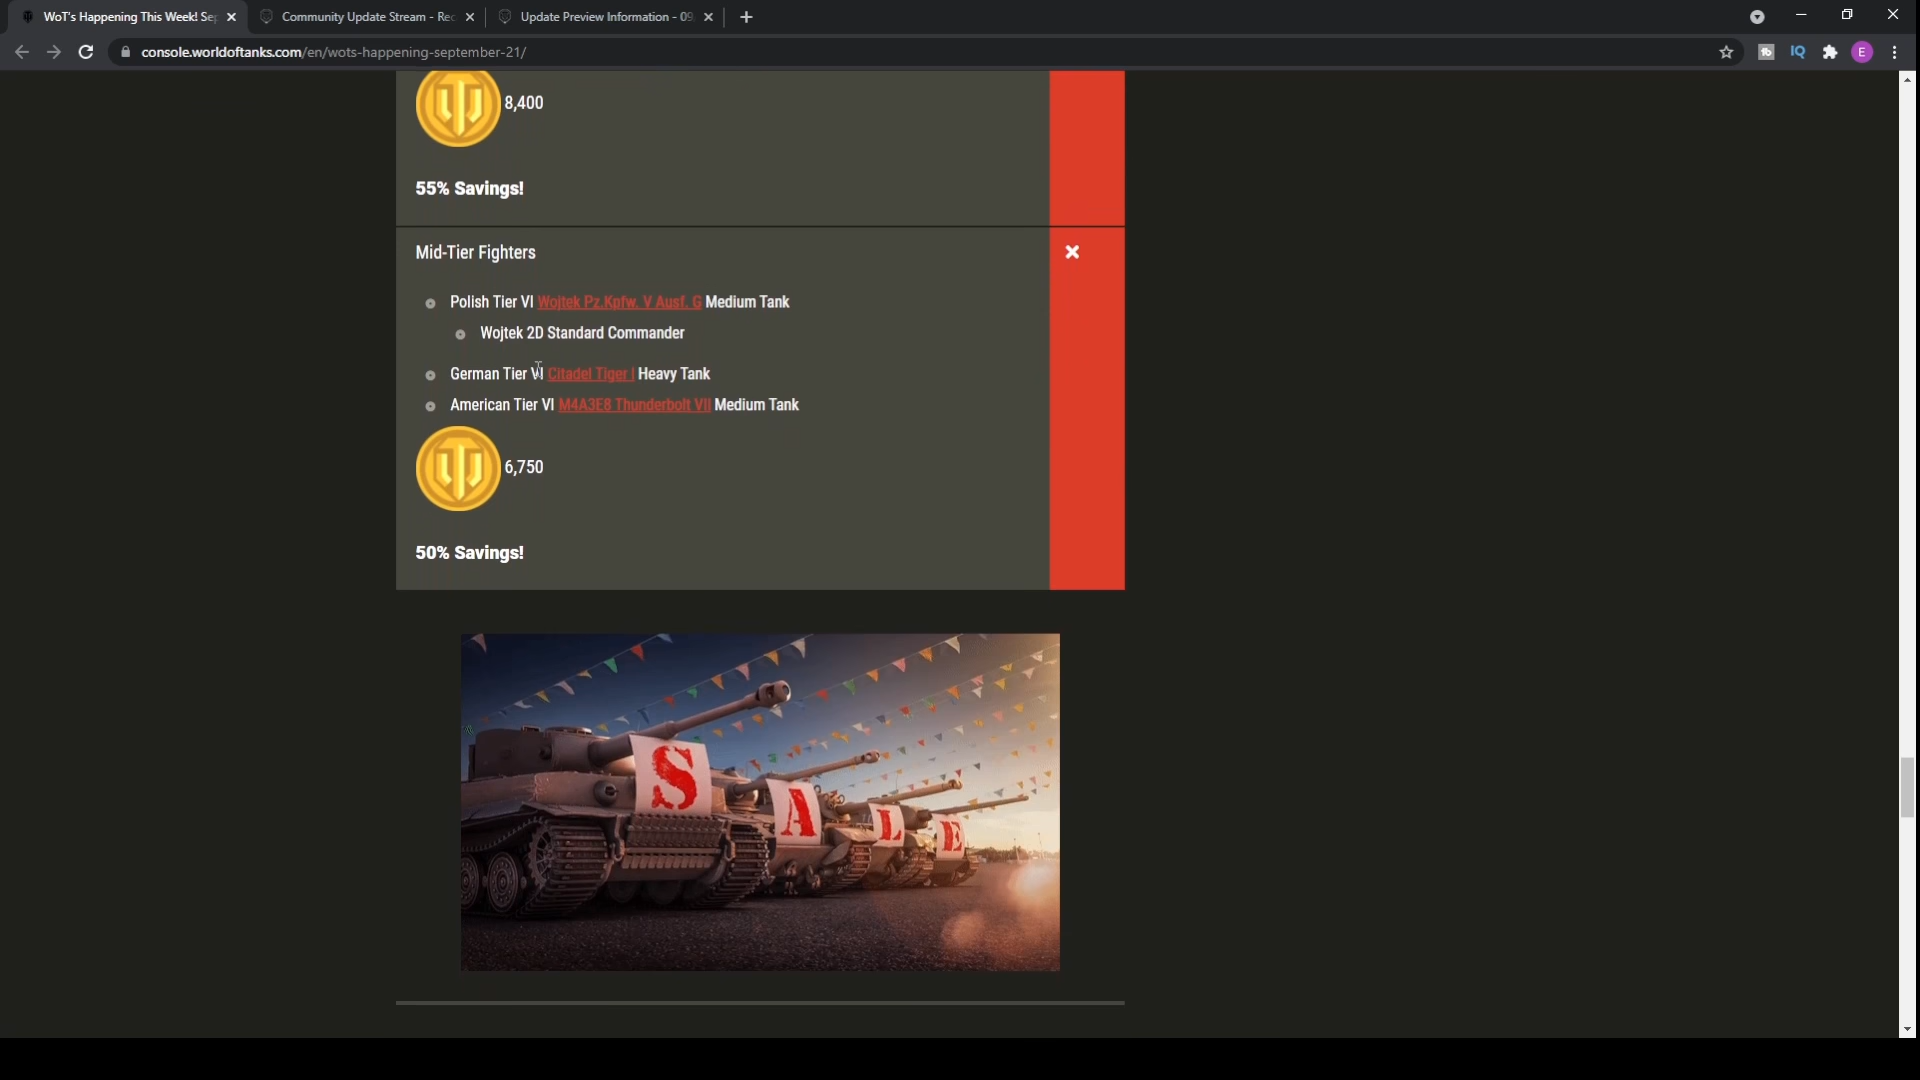 WoT's Happening This Week! Se
Community Update Stream - Rec
Update Preview Information - 09
console.worldoftanks.com/en/wots-happening-september-21/
IQ
E
8,400
55% Savings!
Mid-Tier Fighters
Polish Tier VI Wojtek Pz.Kpfw. V Ausf. G Medium Tank
Wojtek 2D Standard Commander
German Tier VI Citadel Tiger I Heavy Tank
American Tier VI M4A3E8 Thunderbolt VII Medium Tank
6,750
50% Savings!
S A L E